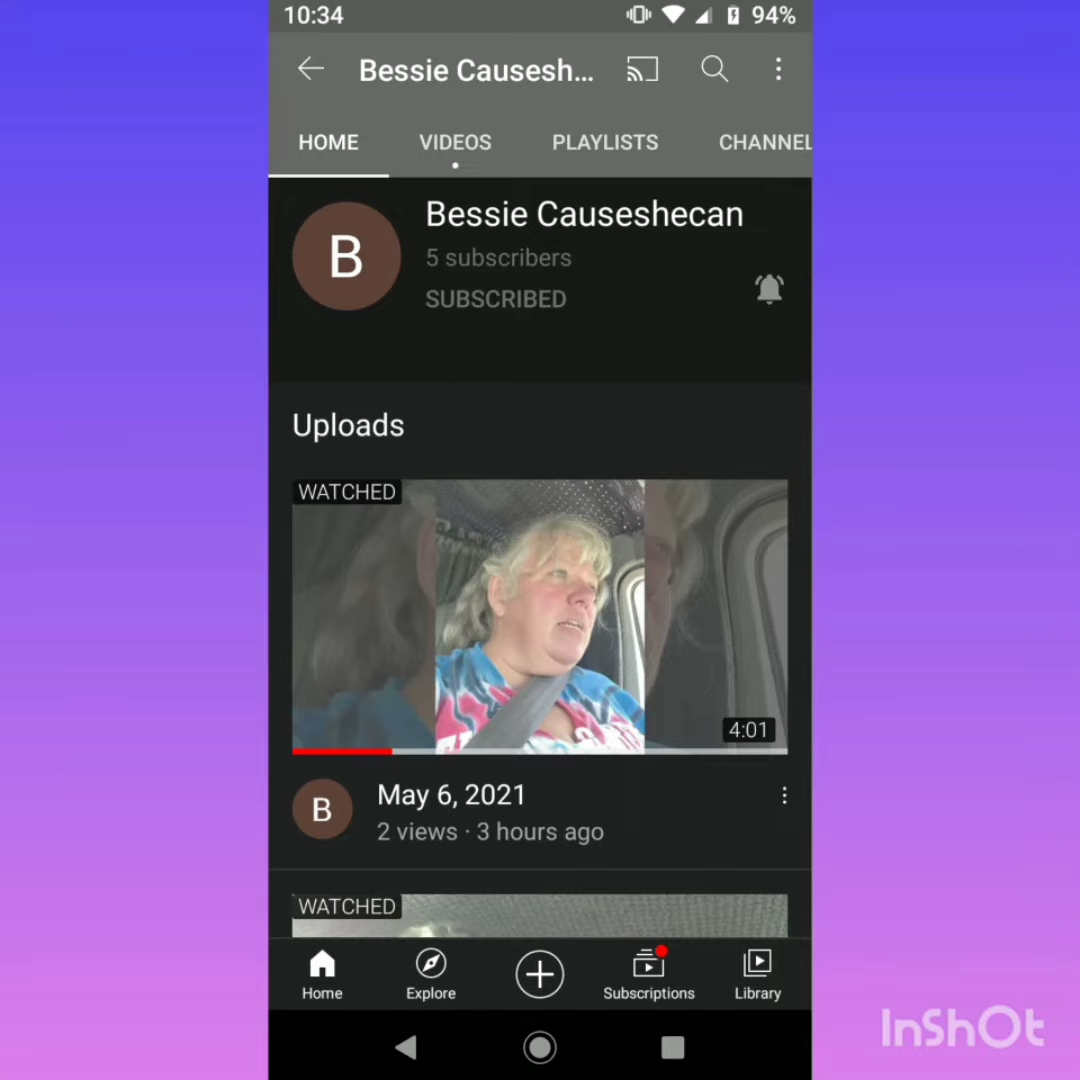 10:34 94%
Bessie Causesh...
HOME VIDEOS PLAYLISTS CHANNEL
B
Bessie Causeshecan
5 subscribers
SUBSCRIBED
Uploads
WATCHED
4:01
B
May 6, 2021
2 views · 3 hours ago
WATCHED
Home Explore Subscriptions Library
InShOt